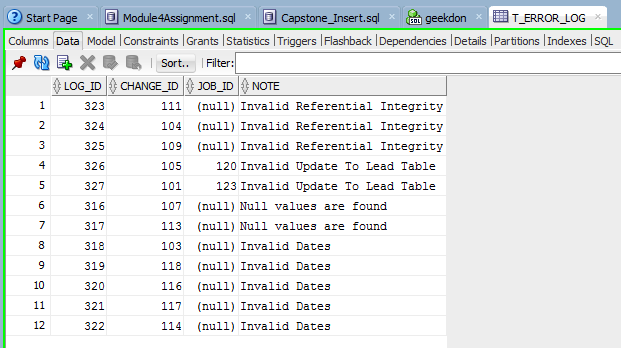 Start Page Module4Assignment.sql Capstone_Insert.sql geekdon T_ERROR_LOG
Columns Data Model Constraints Grants Statistics Triggers Flashback Dependencies Details Partitions Indexes SQL
Sort.. Filter:
LOG_ID CHANGE_ID JOB_ID NOTE
1 323 111 (null) Invalid Referential Integrity
2 324 104 (null) Invalid Referential Integrity
3 325 109 (null) Invalid Referential Integrity
4 326 105 120 Invalid Update To Lead Table
5 327 101 123 Invalid Update To Lead Table
6 316 107 (null) Null values are found
7 317 113 (null) Null values are found
8 318 103 (null) Invalid Dates
9 319 118 (null) Invalid Dates
10 320 116 (null) Invalid Dates
11 321 117 (null) Invalid Dates
12 322 114 (null) Invalid Dates